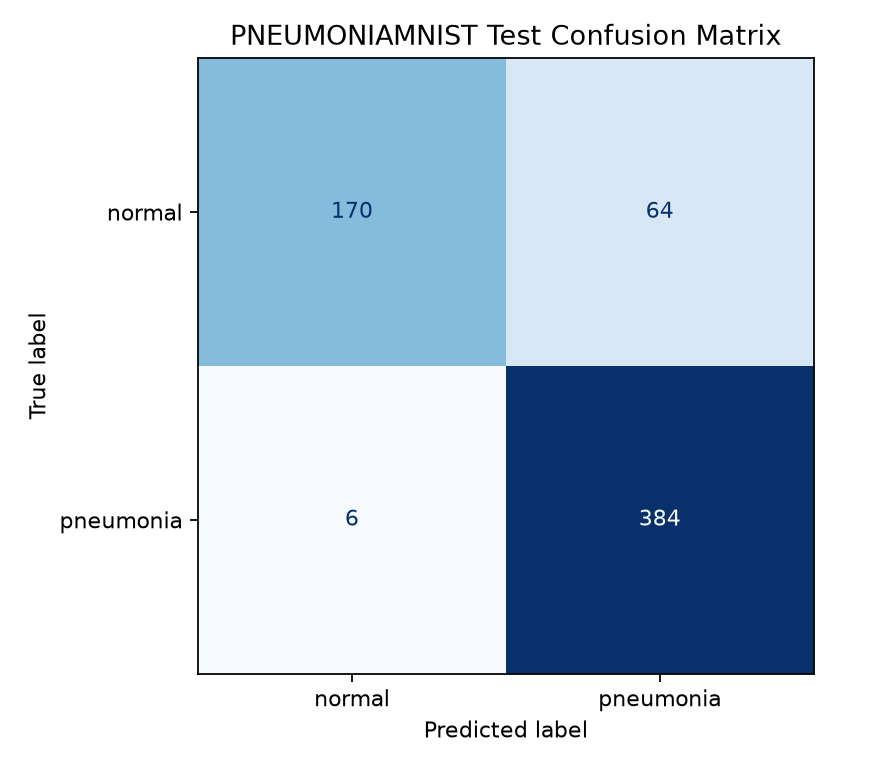 PNEUMONIAMNIST Test Confusion Matrix
normal
170
64
True label
pneumonia
6
384
normal
pneumonia
Predicted label